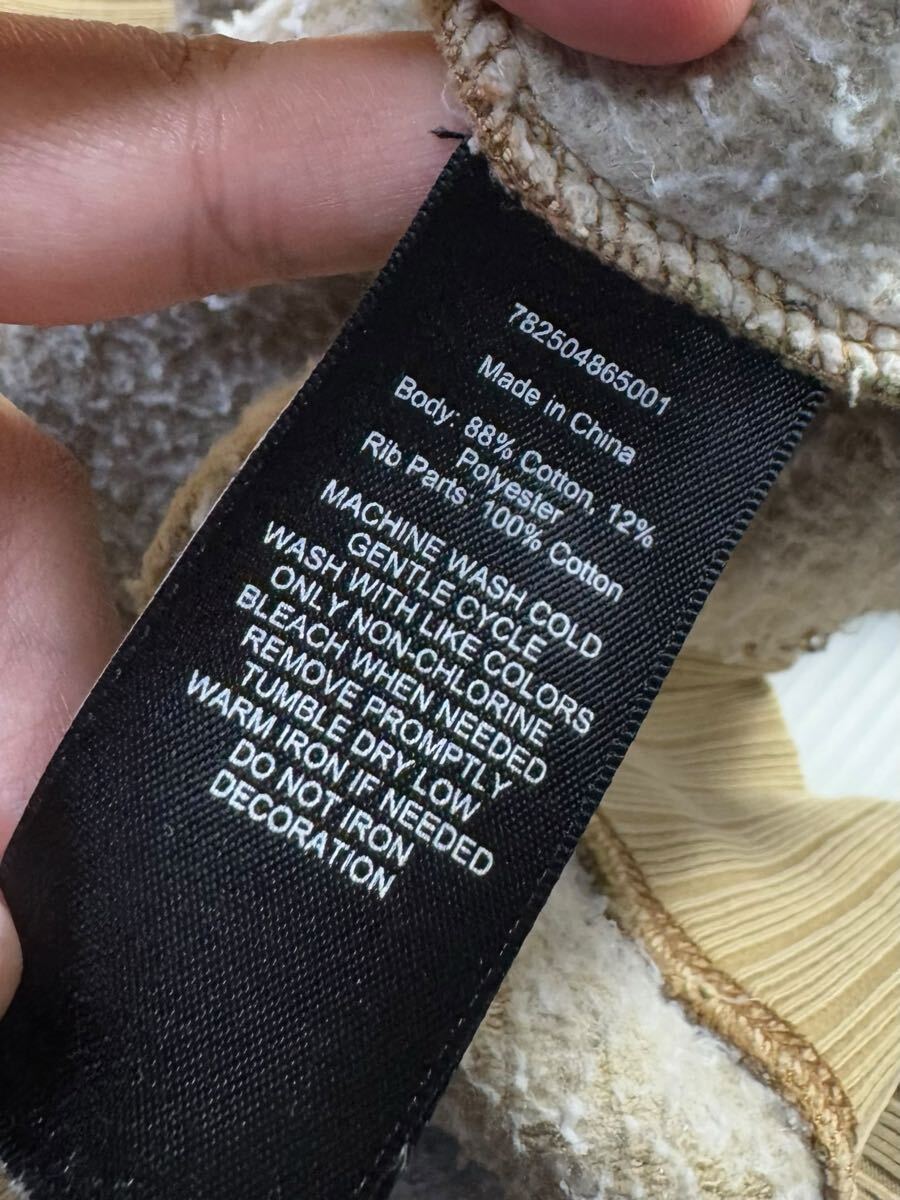 782504865001
Made in China
Body: 88% Cotton, 12%
Polyester
Rib Parts: 100% Cotton
MACHINE WASH COLD
GENTLE CYCLE
WASH WITH LIKE COLORS
ONLY NON-CHLORINE
BLEACH WHEN NEEDED
REMOVE PROMPTLY
TUMBLE DRY LOW
WARM IRON IF NEEDED
DO NOT IRON
DECORATION